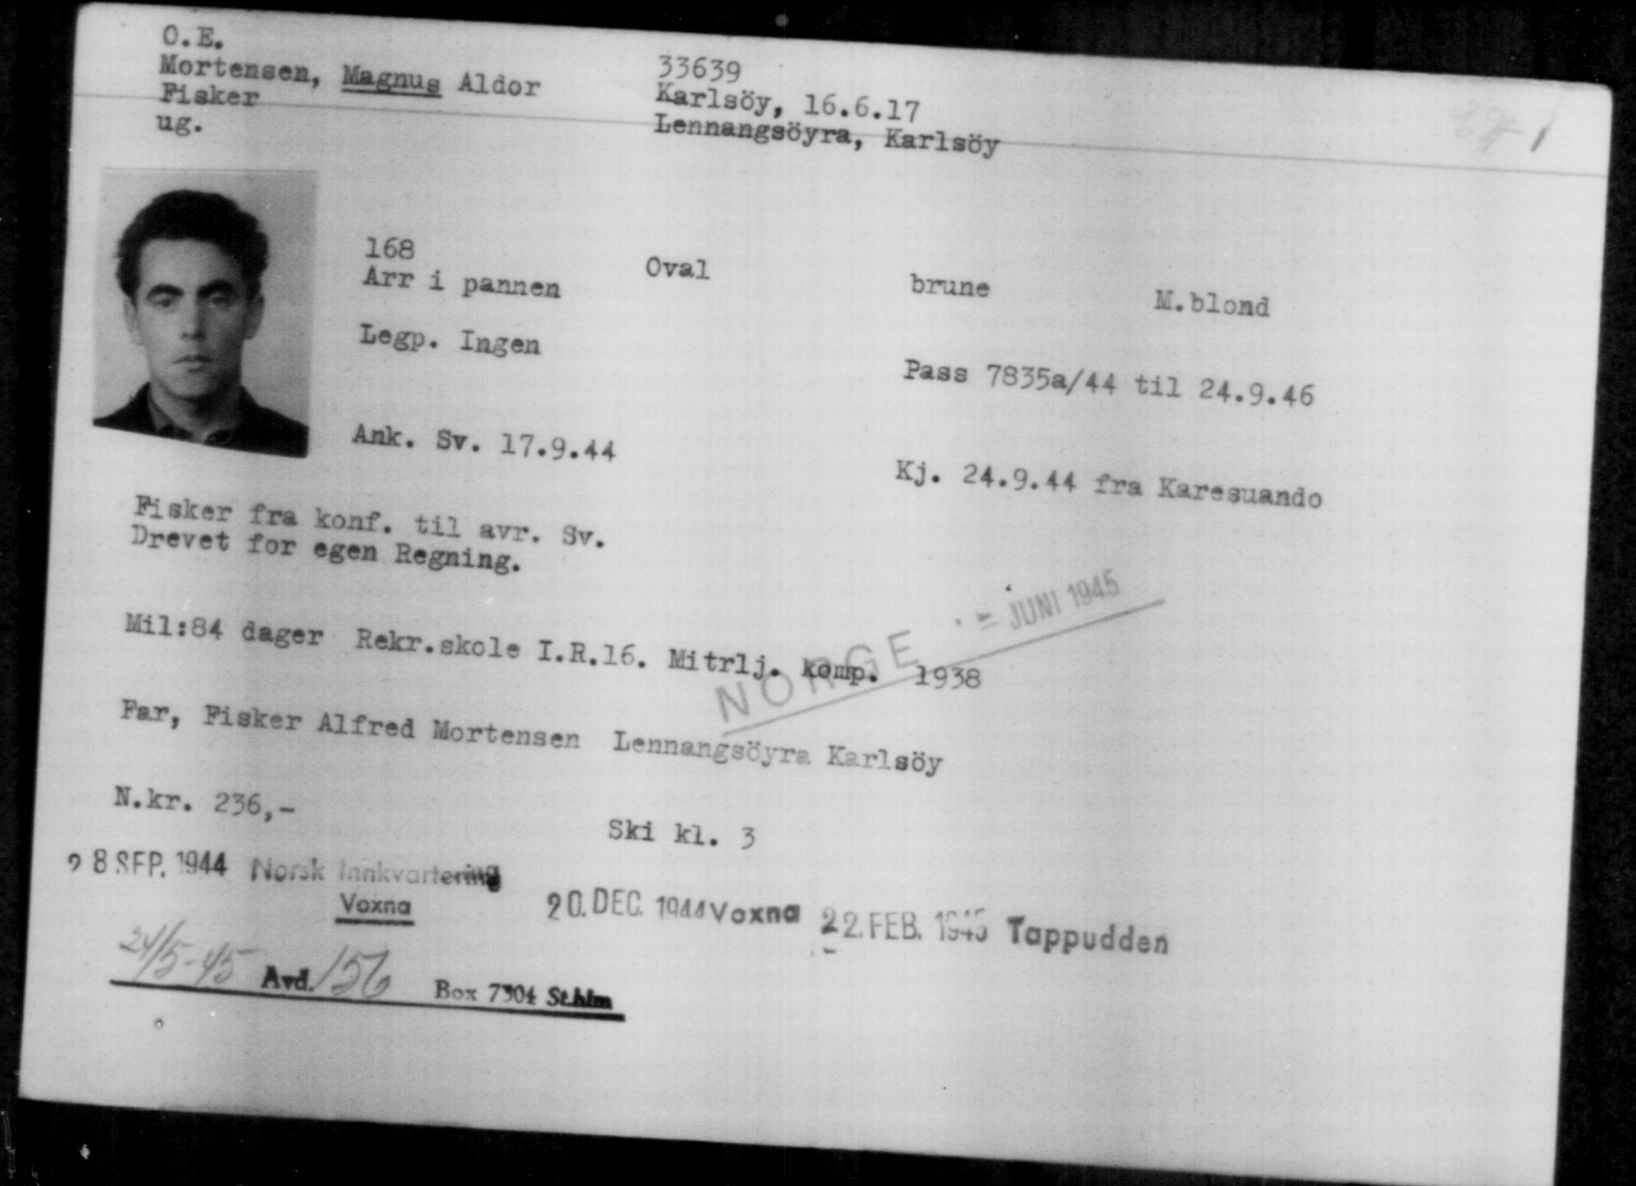 O.E.
Mortensen, Magnus Aldor 33639
Fisker Karlsöy, 16.6.17
ug. Lennangsöyra, Karlsöy
168 Oval brune M.blond
Arr i pannen
Legp. Ingen Pass 7835a/44 til 24.9.46
Ank. Sv. 17.9.44 Kj. 24.9.44 fra Karesuando
Fisker fra konf. til avr. Sv.
Drevet for egen Regning.
NORGE - JUNI 1945
Mil:84 dager Rekr.skole I.R.16. Mitrlj. komp. 1938
Far, Fisker Alfred Mortensen Lennangsöyra Karlsöy
N.kr. 236,- Ski kl. 3
28 SEP. 1944 Norsk Innkvartering
Voxna 20. DEC. 1944 Voxna 22. FEB. 1945 Tappudden
24/5-45 Avd. 156 Box 7304 Sthlm